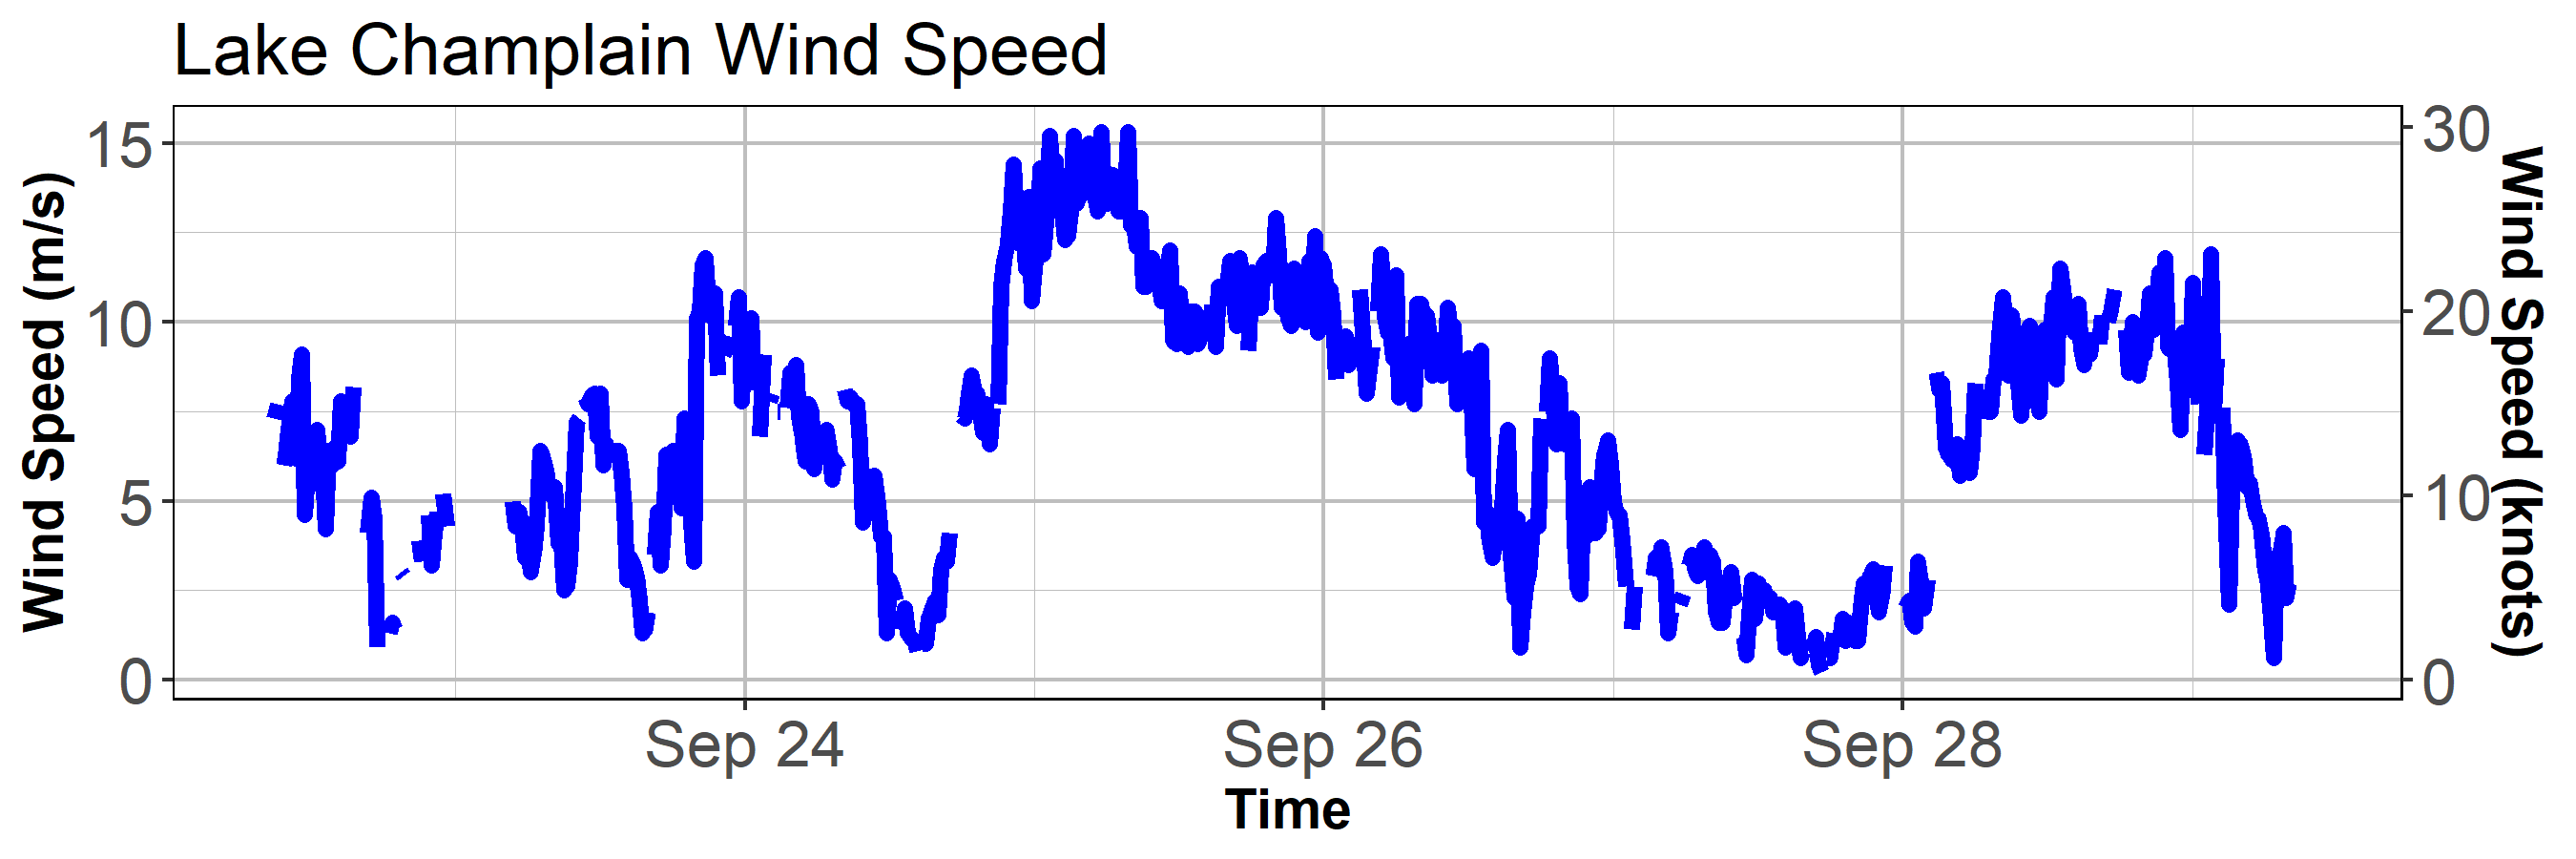 Lake Champlain Wind Speed
Wind Speed (m/s)
15
10
5
0
30
20
10
0
Wind Speed (knots)
Sep 24
Sep 26
Sep 28
Time